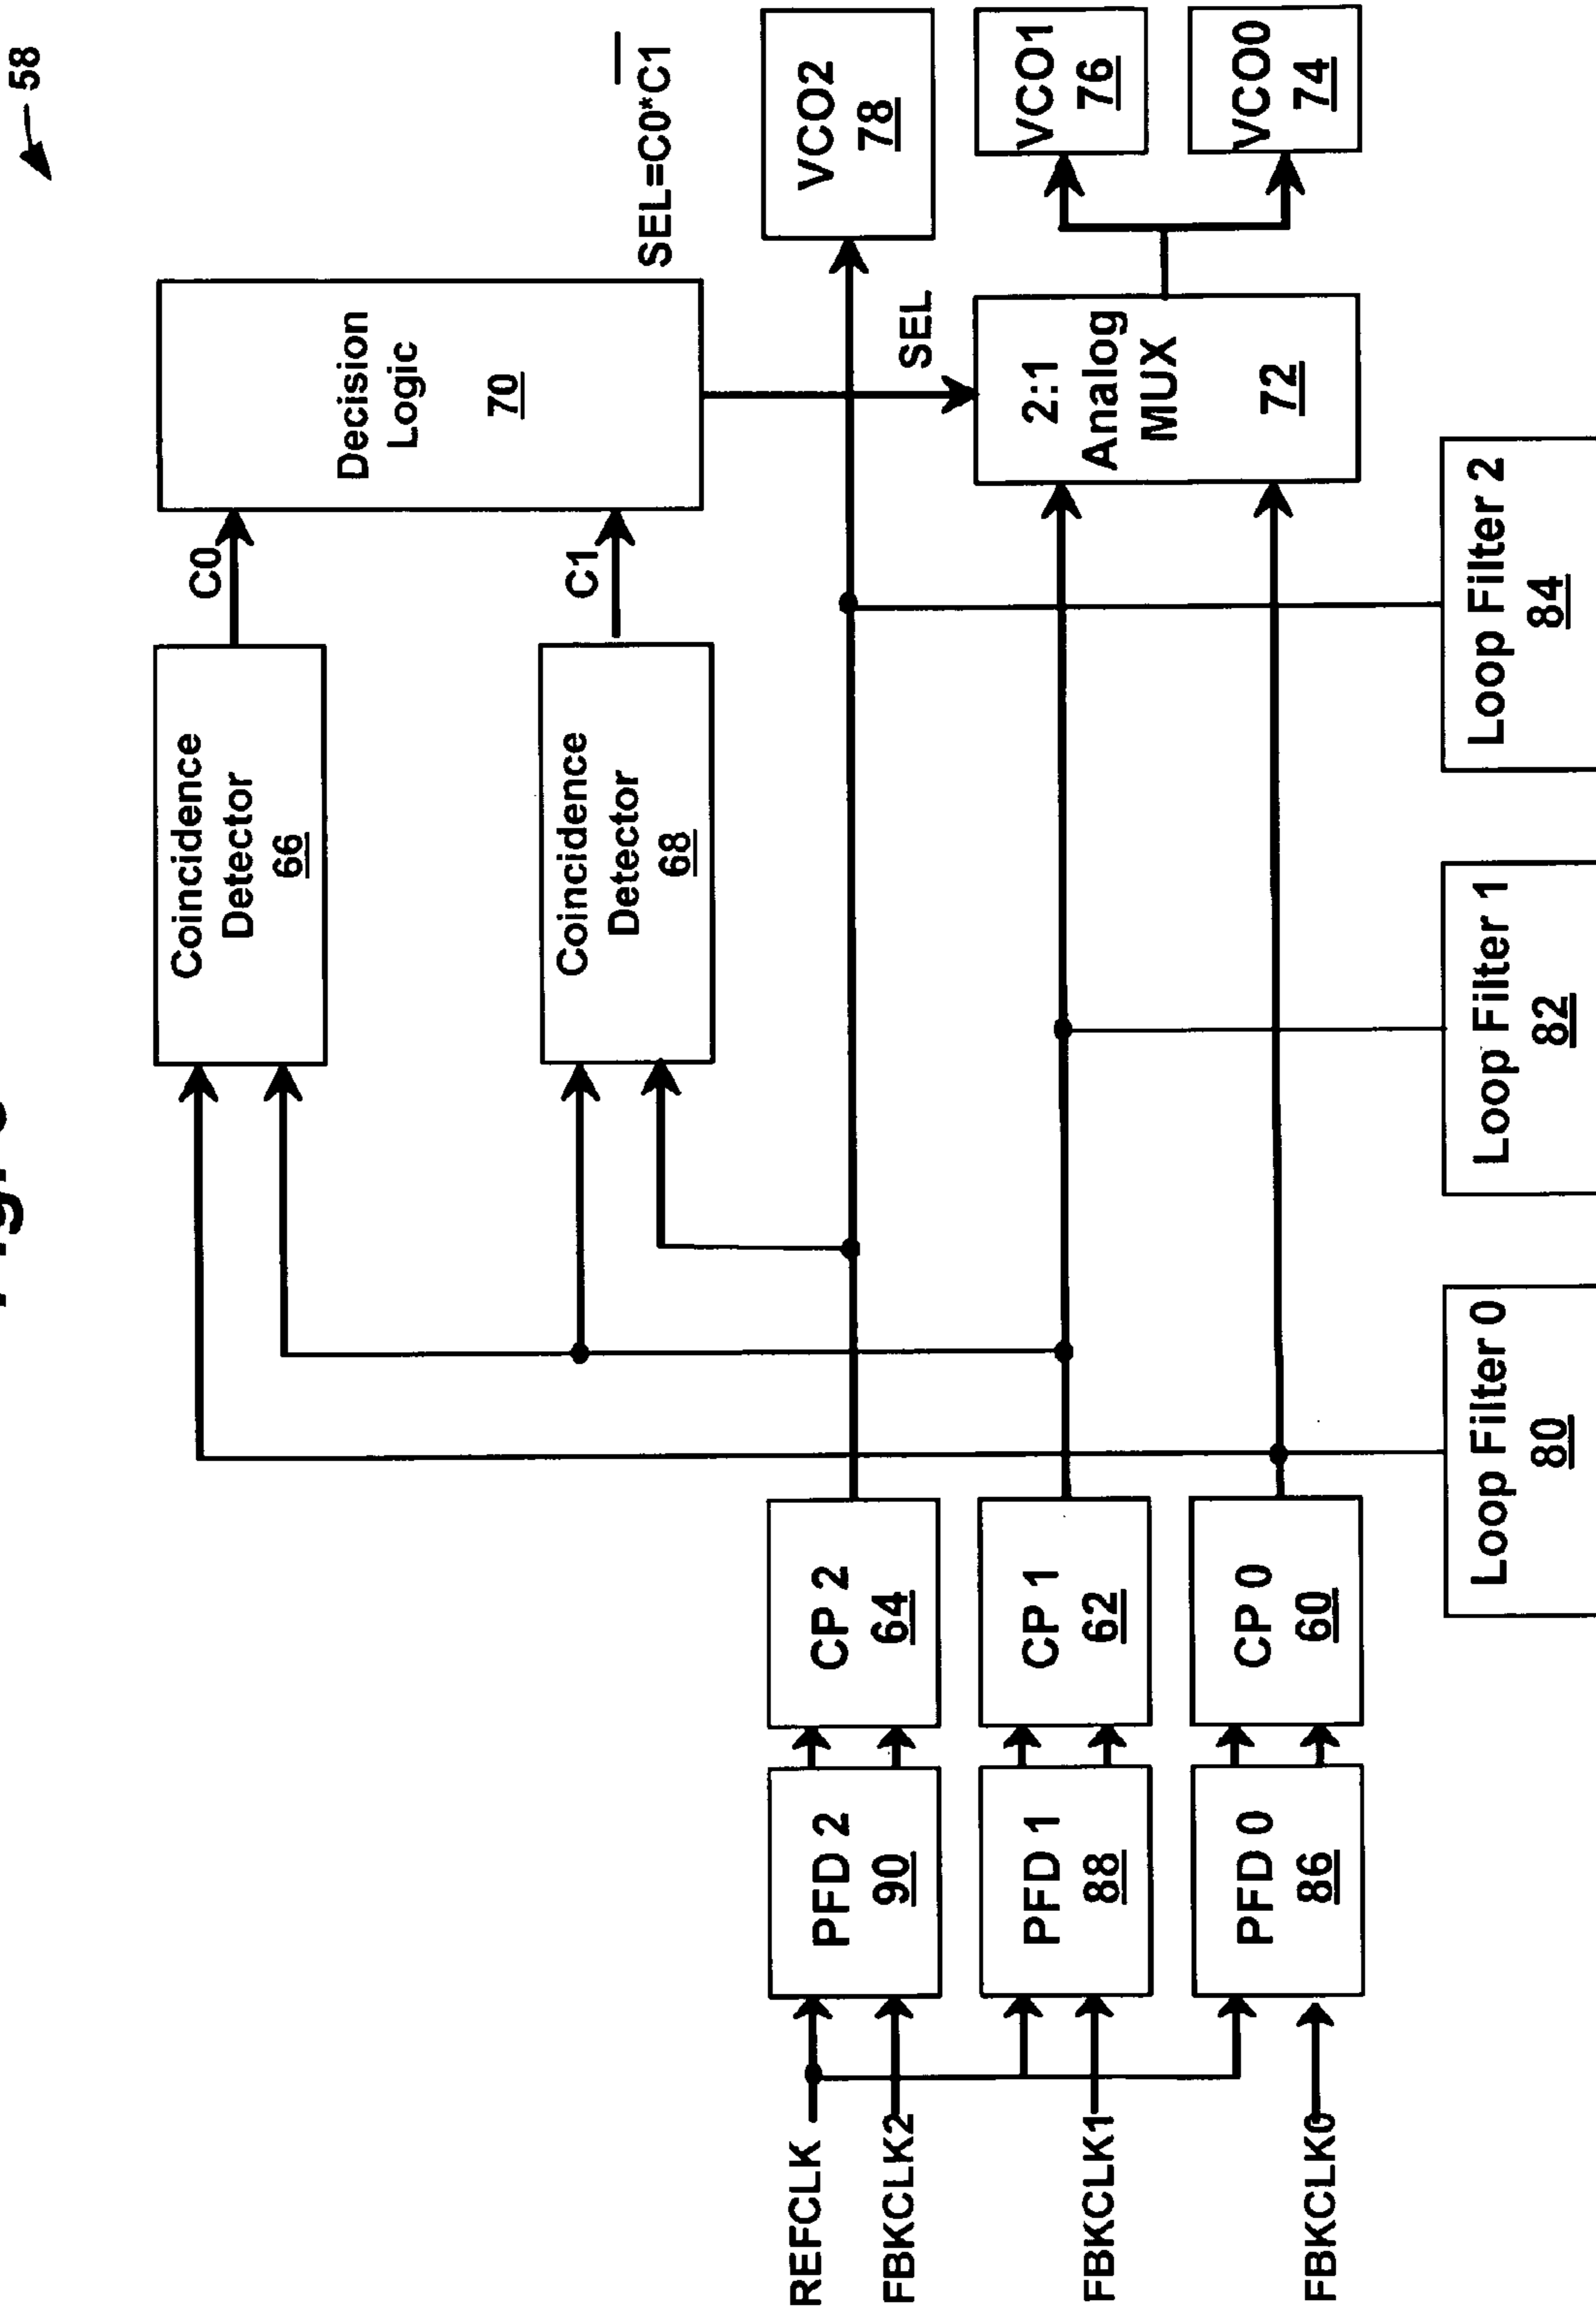 58
Coincidence
Detector
66
C0
Decision
Logic
70
Coincidence
Detector
68
C1
SEL=C0*C̅1̅
REFCLK
FBKCLK2
PFD 2
90
CP 2
64
VCO2
78
SEL
FBKCLK1
PFD 1
88
CP 1
62
2:1
Analog
MUX
72
VCO1
76
FBKCLK0
PFD 0
86
CP 0
60
VCO0
74
Loop Filter 0
80
Loop Filter 1
82
Loop Filter 2
84